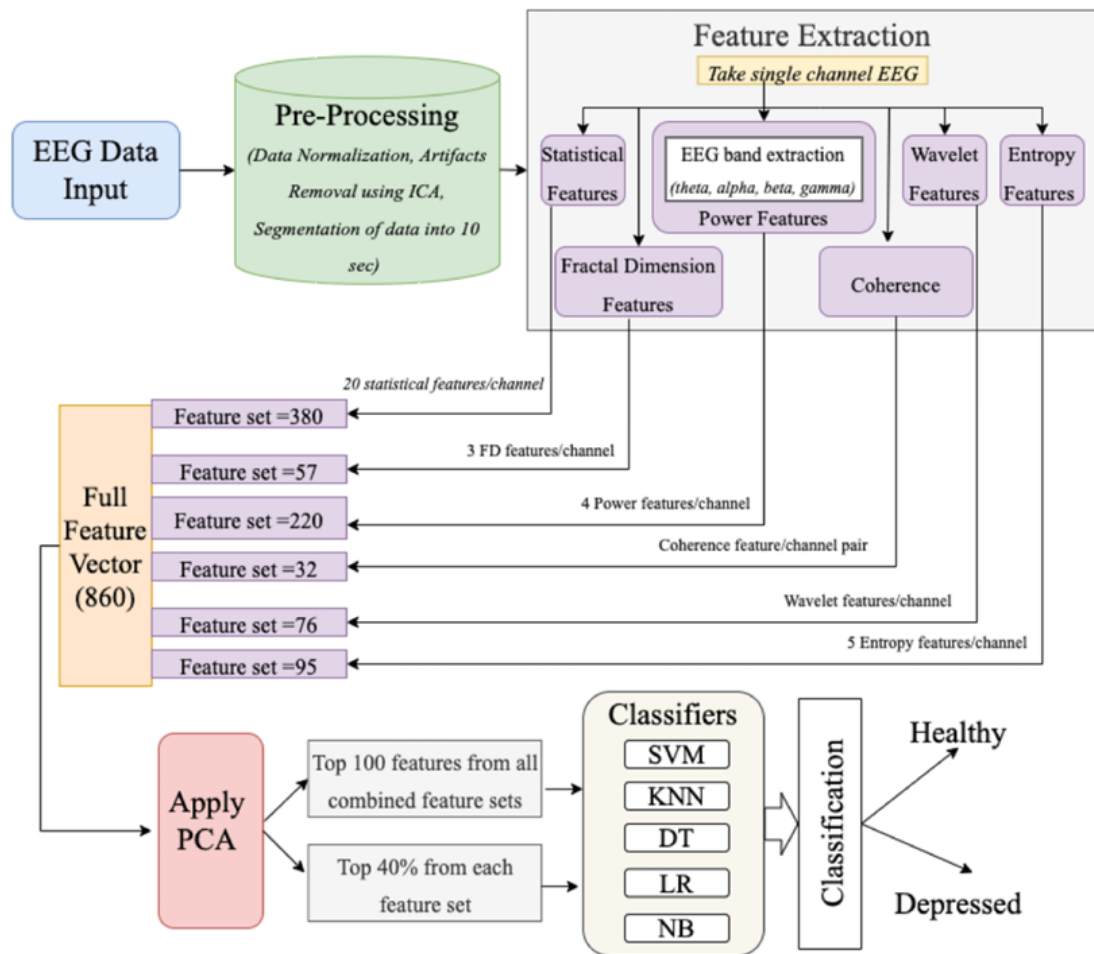 Feature Extraction
Take single channel EEG
EEG Data
Input
Pre-Processing
(Data Normalization, Artifacts
Removal using ICA,
Segmentation of data into 10
sec)
Statistical
Features
EEG band extraction
(theta, alpha, beta, gamma)
Power Features
Wavelet
Features
Entropy
Features
Fractal Dimension
Features
Coherence
20 statistical features/channel
Feature set =380
3 FD features/channel
Feature set =57
4 Power features/channel
Feature set =220
Coherence feature/channel pair
Feature set =32
Wavelet features/channel
Feature set =76
5 Entropy features/channel
Feature set =95
Full
Feature
Vector
(860)
Apply
PCA
Top 100 features from all
combined feature sets
Top 40% from each
feature set
Classifiers
SVM
KNN
DT
LR
NB
Classification
Healthy
Depressed